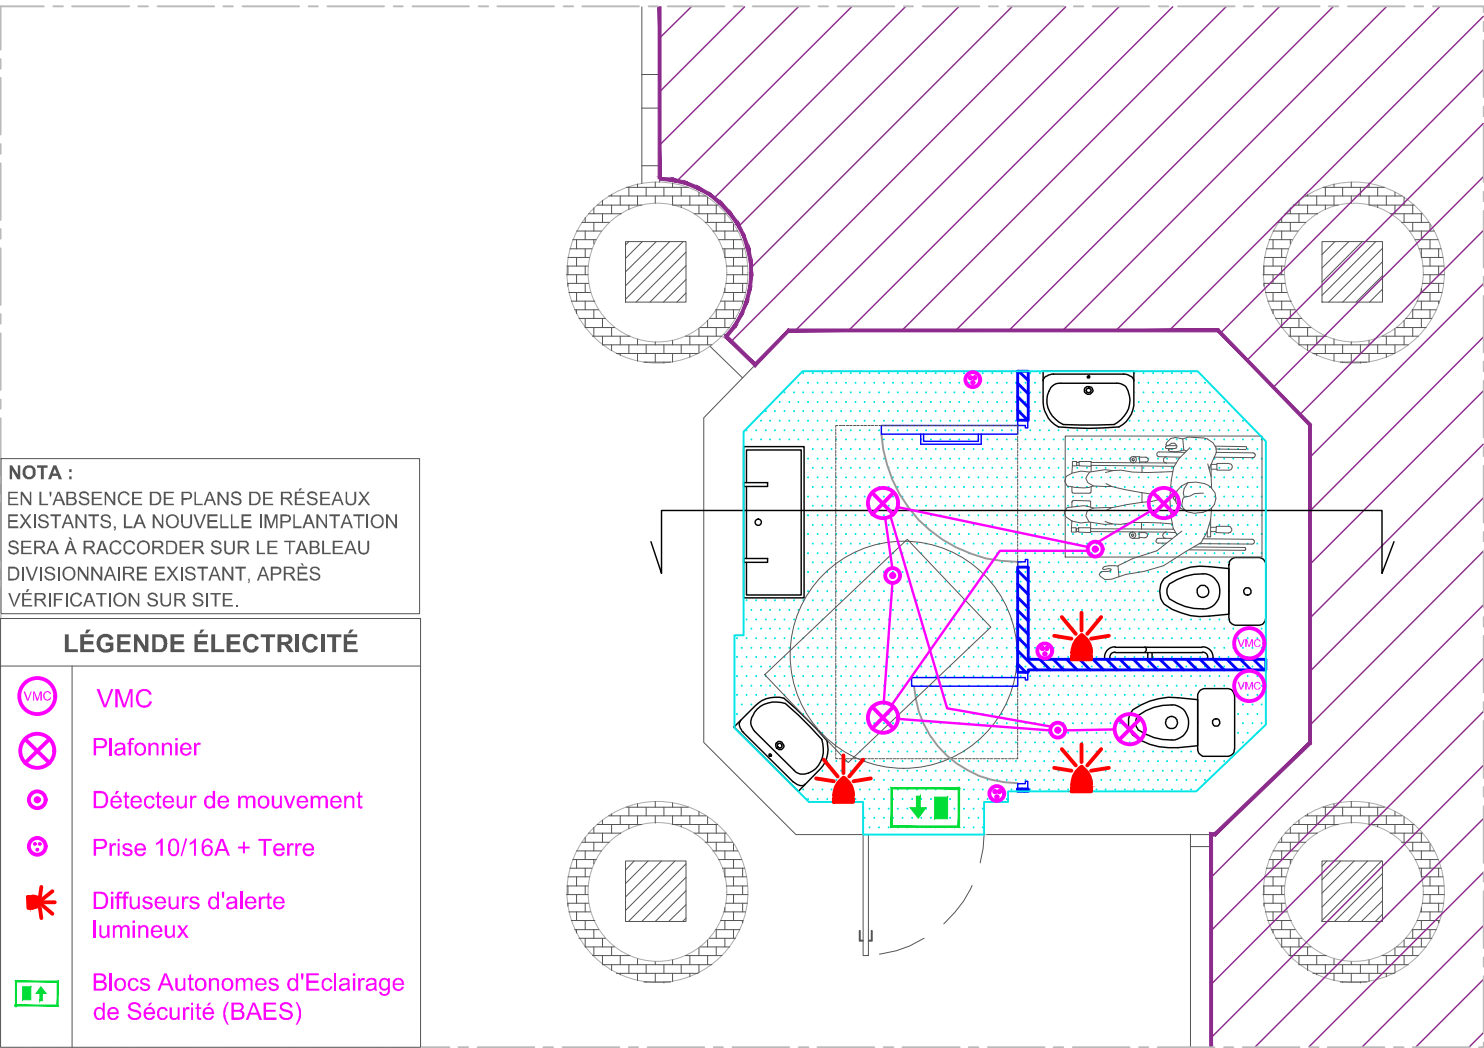 NOTA :
EN L'ABSENCE DE PLANS DE RÉSEAUX
EXISTANTS, LA NOUVELLE IMPLANTATION
SERA À RACCORDER SUR LE TABLEAU
DIVISIONNAIRE EXISTANT, APRÈS
VÉRIFICATION SUR SITE.
LÉGENDE ÉLECTRICITÉ
VMC VMC
Plafonnier
Détecteur de mouvement
Prise 10/16A + Terre
Diffuseurs d'alerte
lumineux
Blocs Autonomes d'Eclairage
de Sécurité (BAES)
VMC
VMC